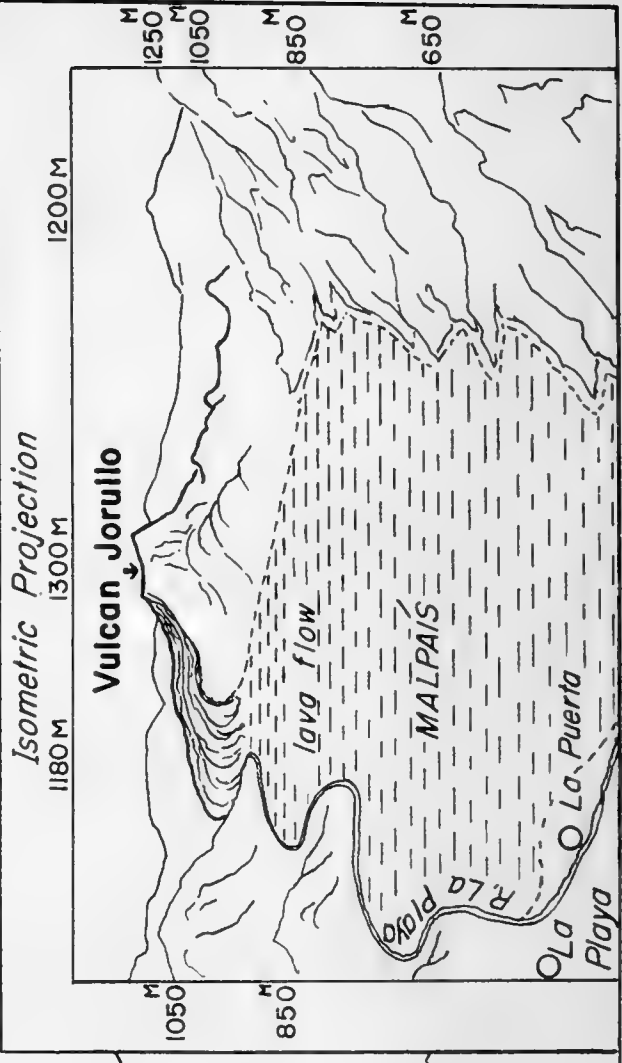 Isometric Projection
1180 M
1300 M
1200 M
Vulcan Jorullo
1050 M
850 M
1250 M
1050 M
850 M
650 M
lava flow
MALPAÍS
R. La
Playa
La Puerta
La
Playa